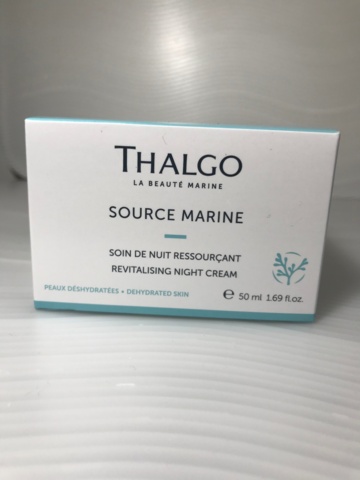 THALGO
LA BEAUTÉ MARINE
SOURCE MARINE
SOIN DE NUIT RESSOURÇANT
REVITALISING NIGHT CREAM
PEAUX DÉSHYDRATÉES • DEHYDRATED SKIN
℮ 50 ml 1.69 fl.oz.